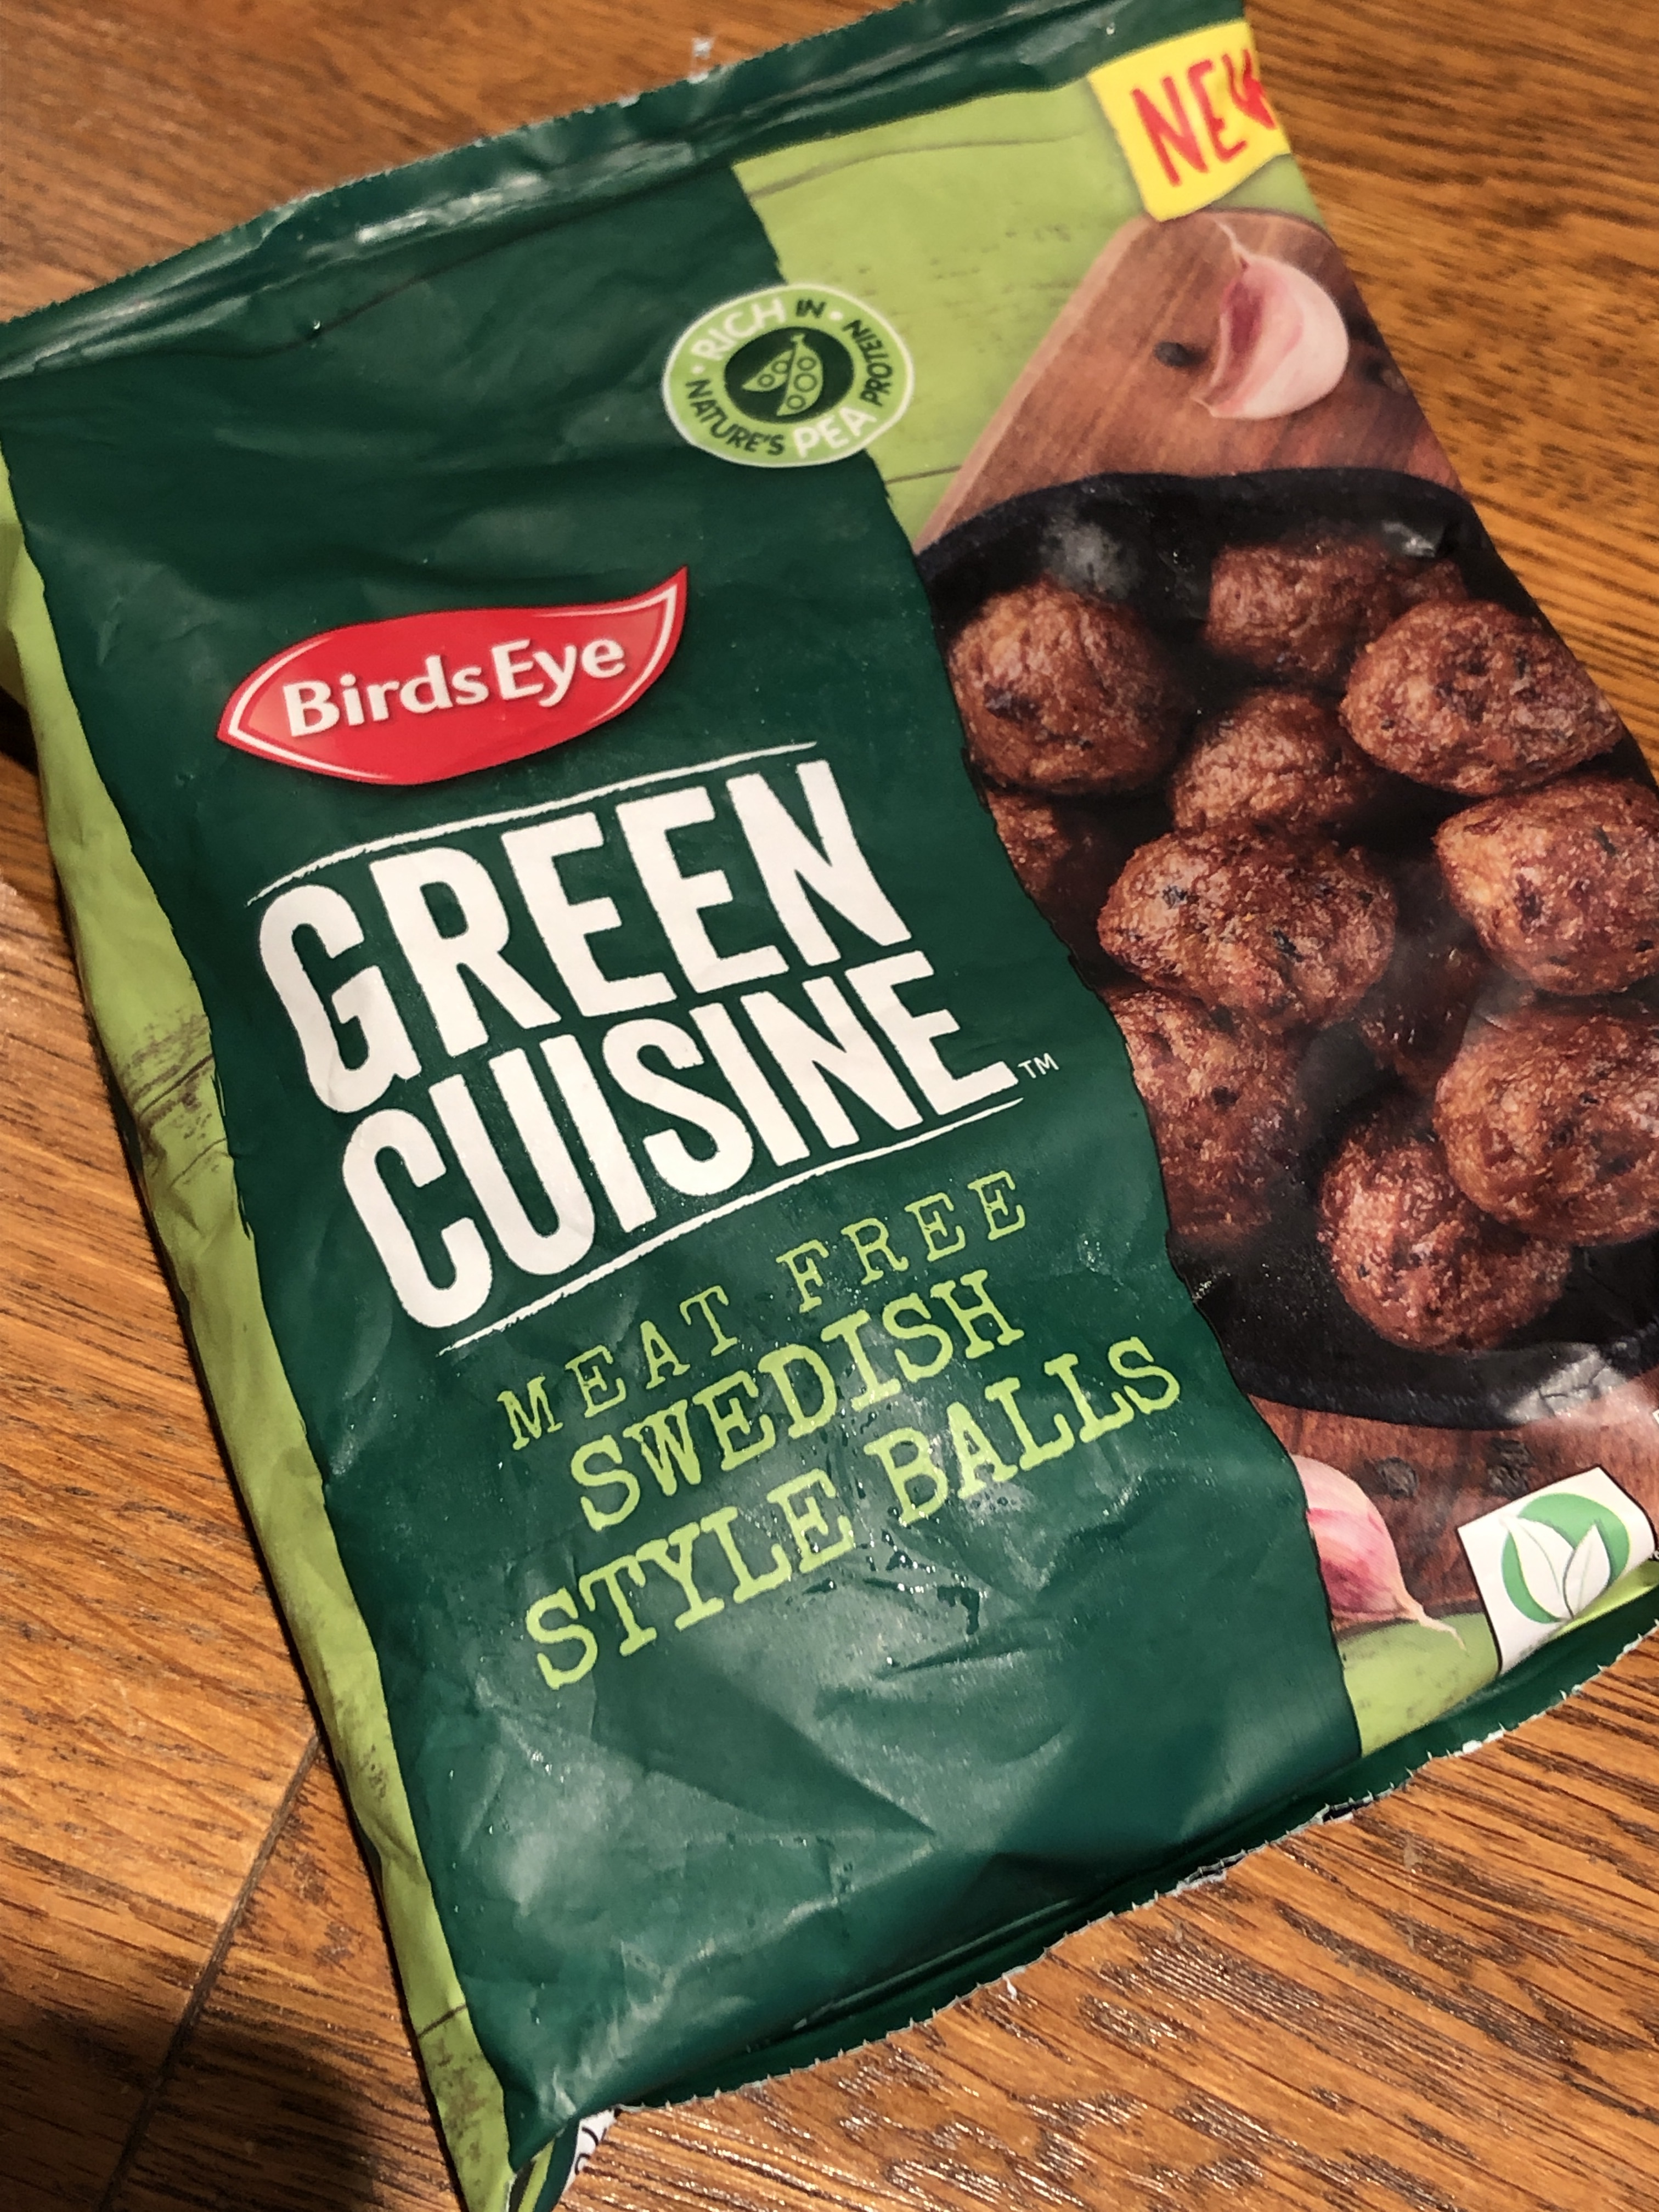 NEW
RICH IN NATURE'S PEA PROTEIN
BirdsEye
GREEN
CUISINE™
MEAT FREE
SWEDISH
STYLE BALLS